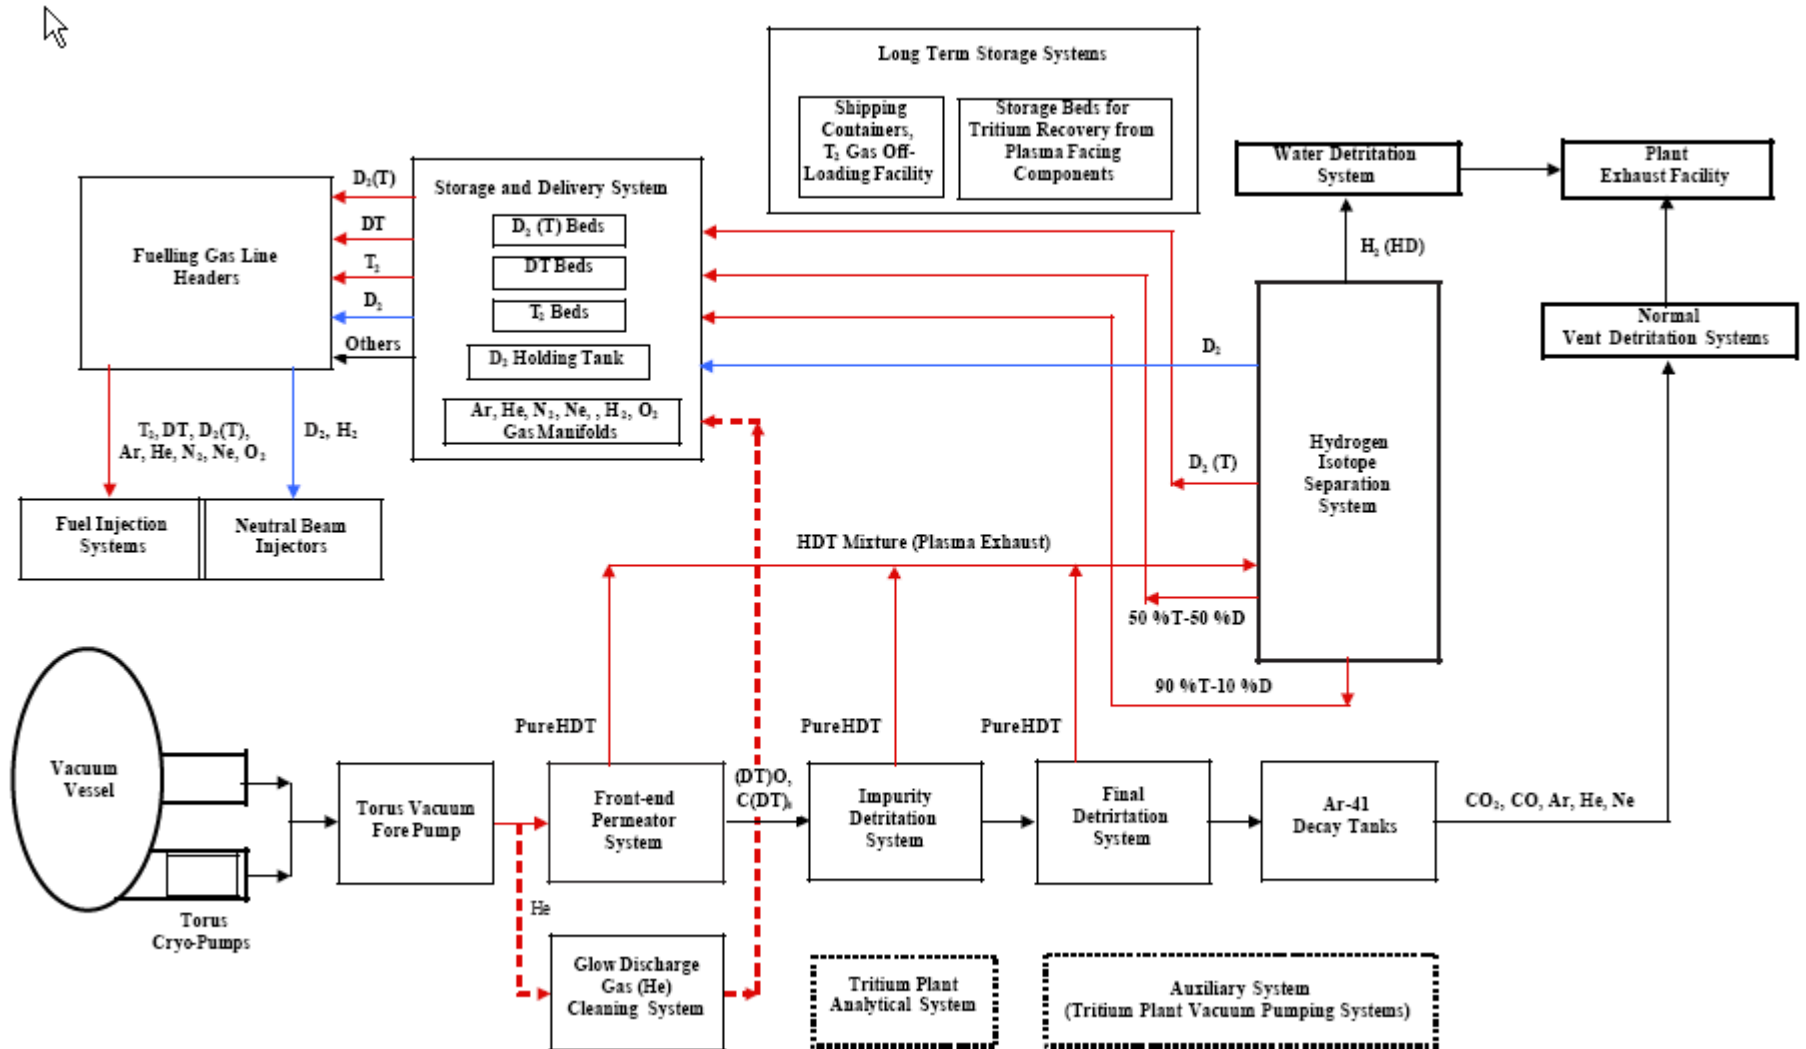 Long Term Storage Systems
Shipping
Containers,
T₂ Gas Off-
Loading Facility
Storage Beds for
Tritium Recovery from
Plasma Facing
Components
Water Detritation
System
Plant
Exhaust Facility
D₂(T)
DT
T₂
D₂
Others
Storage and Delivery System
D₂ (T) Beds
DT Beds
T₂ Beds
D₂ Holding Tank
Ar, He, N₂, Ne, , H₂, O₂
Gas Manifolds
Fuelling Gas Line
Headers
H₂ (HD)
Normal
Vent Detritation Systems
D₂
T₂, DT, D₂(T),
Ar, He, N₂, Ne, O₂
D₂, H₂
Hydrogen
Isotope
Separation
System
D₂ (T)
Fuel Injection
Systems
Neutral Beam
Injectors
HDT Mixture (Plasma Exhaust)
50 %T-50 %D
90 %T-10 %D
PureHDT
PureHDT
PureHDT
Vacuum
Vessel
Torus Vacuum
Fore Pump
Front-end
Permeator
System
(DT)O,
Impurity
Detritation
System
Final
Detrirtation
System
Ar-41
Decay Tanks
CO₂, CO, Ar, He, Ne
Torus
Cryo-Pumps
He
Glow Discharge
Gas (He)
Cleaning System
Tritium Plant
Analytical System
Auxiliary System
(Tritium Plant Vacuum Pumping Systems)